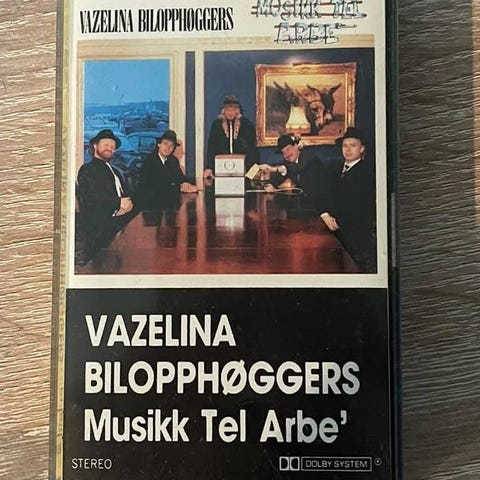 VAZELINA BILOPPHØGGERS
MUSIKK TEL
ARBE'
VAZELINA
BILOPPHØGGERS
Musikk Tel Arbe'
STEREO
DOLBY SYSTEM ®